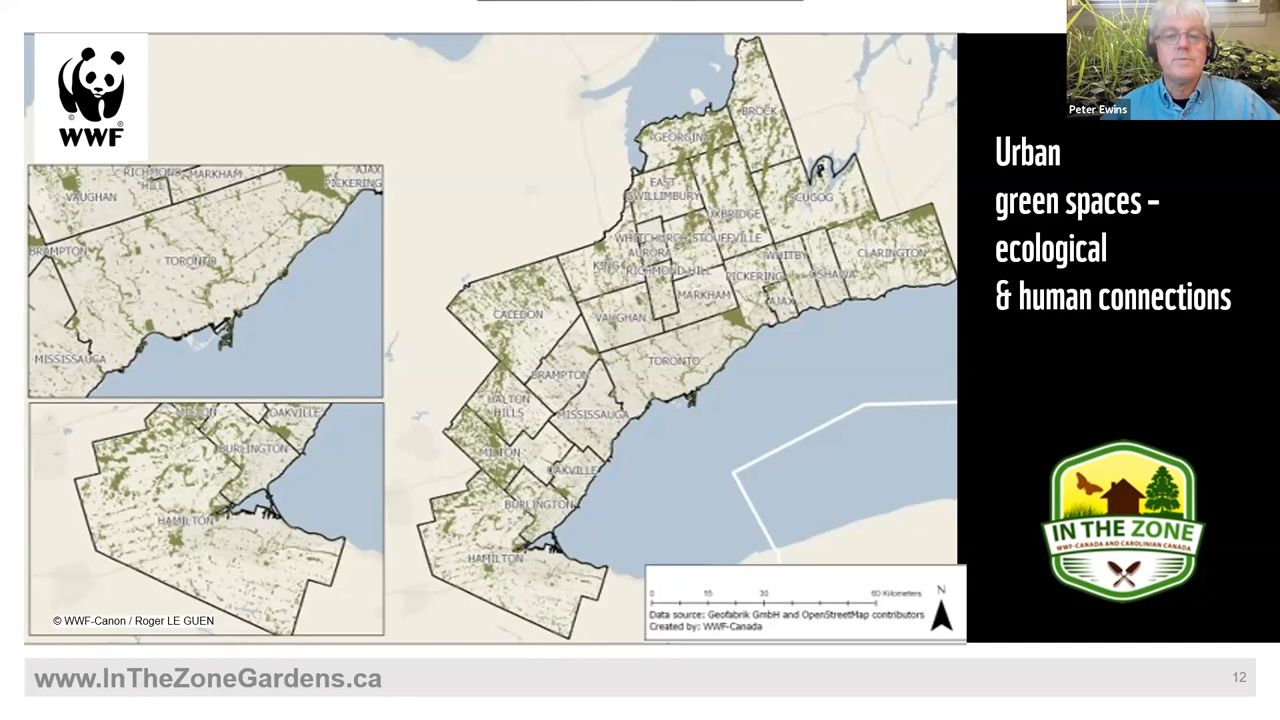 WWF
Peter Ewins
Urban
green spaces –
ecological
& human connections
RICHMOND
HILL
MARKHAM
AJAX
PICKERING
VAUGHAN
BRAMPTON
TORONTO
MISSISSAUGA
MILTON
OAKVILLE
BURLINGTON
HAMILTON
© WWF-Canon / Roger LE GUEN
BROCK
GEORGINA
EAST
GWILLIMBURY
SCUGOG
UXBRIDGE
WHITCHURCH-STOUFFVILLE
AURORA
WHITBY
CLARINGTON
KING
RICHMOND HILL
PICKERING
OSHAWA
MARKHAM
AJAX
CALEDON
VAUGHAN
TORONTO
BRAMPTON
HALTON
HILLS
MISSISSAUGA
MILTON
OAKVILLE
BURLINGTON
HAMILTON
0 15 30 60 Kilometers
N
Data source: Geofabrik GmbH and OpenStreetMap contributors
Created by: WWF-Canada
IN THE ZONE
WWF-CANADA AND CAROLINIAN CANADA
www.InTheZoneGardens.ca
12